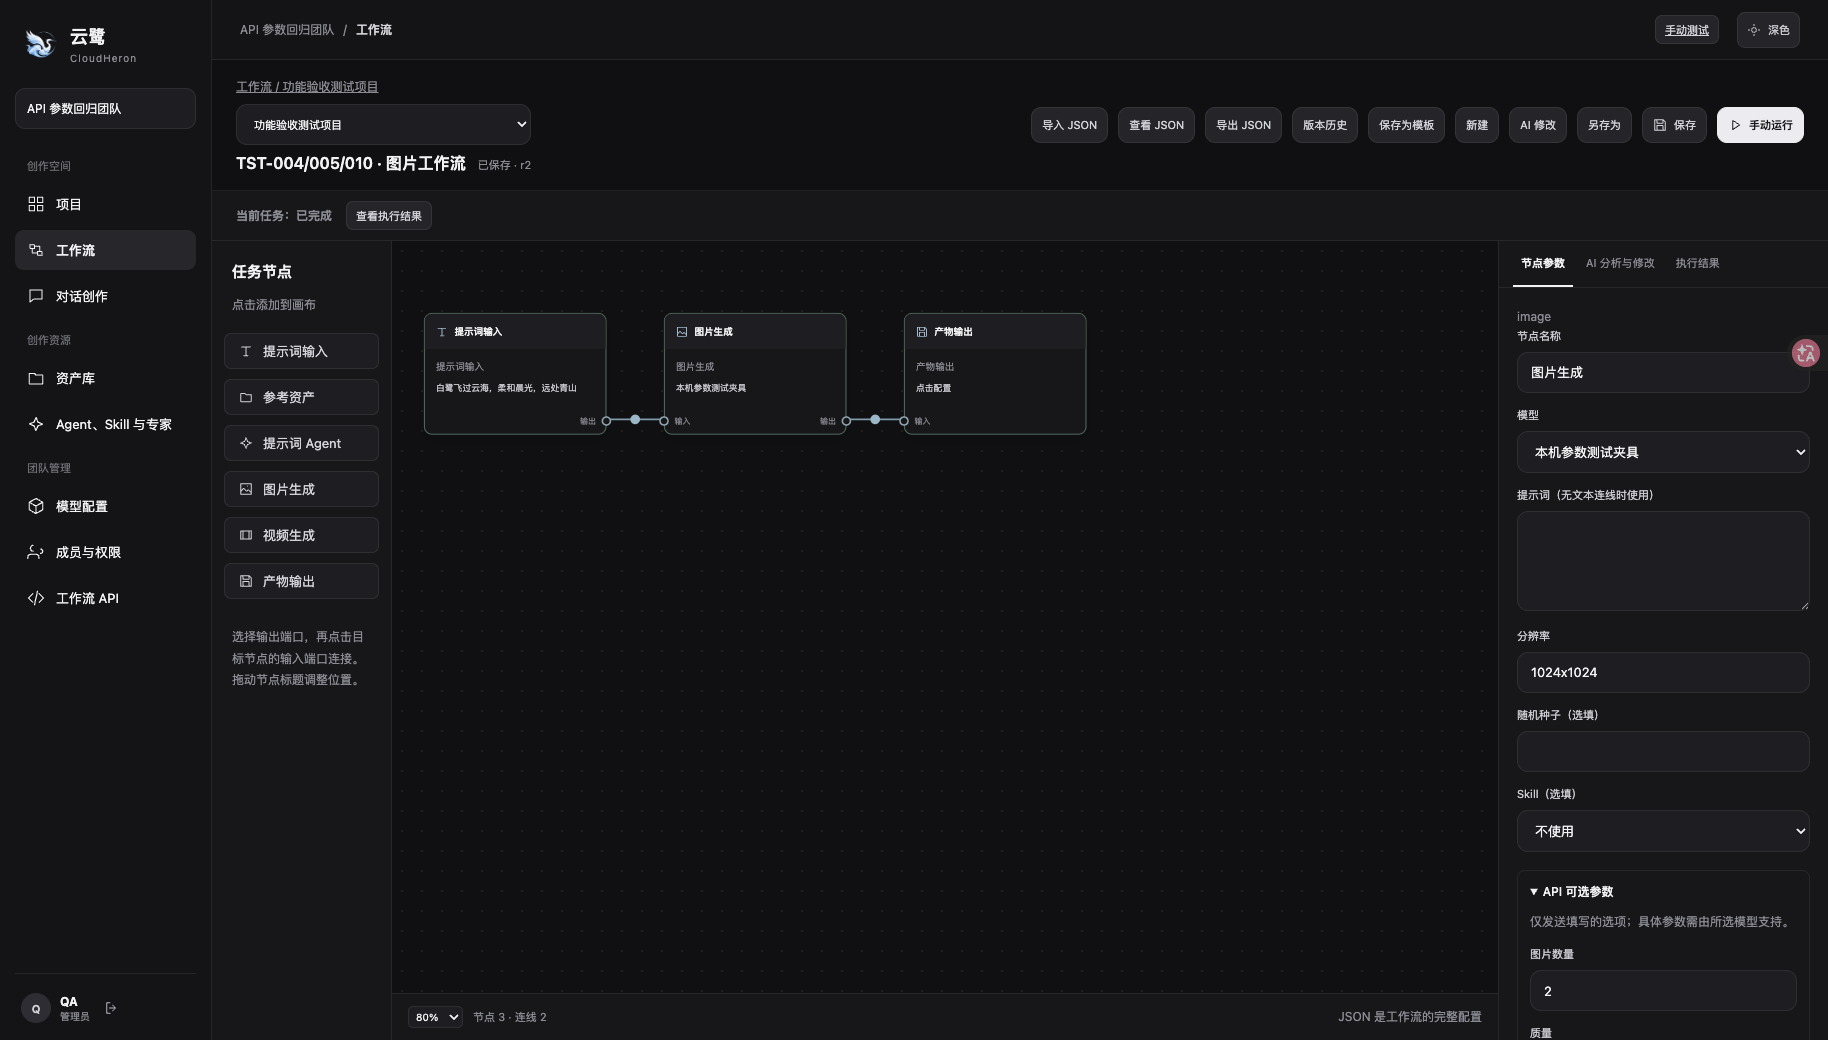 云鹭
CloudHeron
API 参数回归团队
创作空间
项目
工作流
对话创作
创作资源
资产库
Agent、Skill 与专家
团队管理
模型配置
成员与权限
工作流 API
Q
QA
管理员
API 参数回归团队 / 工作流
手动测试
深色
工作流 / 功能验收测试项目
功能验收测试项目
TST-004/005/010 · 图片工作流 已保存 · r2
导入 JSON
查看 JSON
导出 JSON
版本历史
保存为模板
新建
AI 修改
另存为
保存
手动运行
当前任务：已完成
查看执行结果
任务节点
点击添加到画布
提示词输入
参考资产
提示词 Agent
图片生成
视频生成
产物输出
选择输出端口，再点击目
标节点的输入端口连接。
拖动节点标题调整位置。
提示词输入
提示词输入
白鹭飞过云海，柔和晨光，远处青山
输出
图片生成
图片生成
本机参数测试夹具
输入
输出
产物输出
产物输出
点击配置
输入
80%
节点 3 · 连线 2
JSON 是工作流的完整配置
节点参数
AI 分析与修改
执行结果
image
节点名称
图片生成
模型
本机参数测试夹具
提示词（无文本连线时使用）
分辨率
1024x1024
随机种子（选填）
Skill（选填）
不使用
API 可选参数
仅发送填写的选项；具体参数需由所选模型支持。
图片数量
2
质量